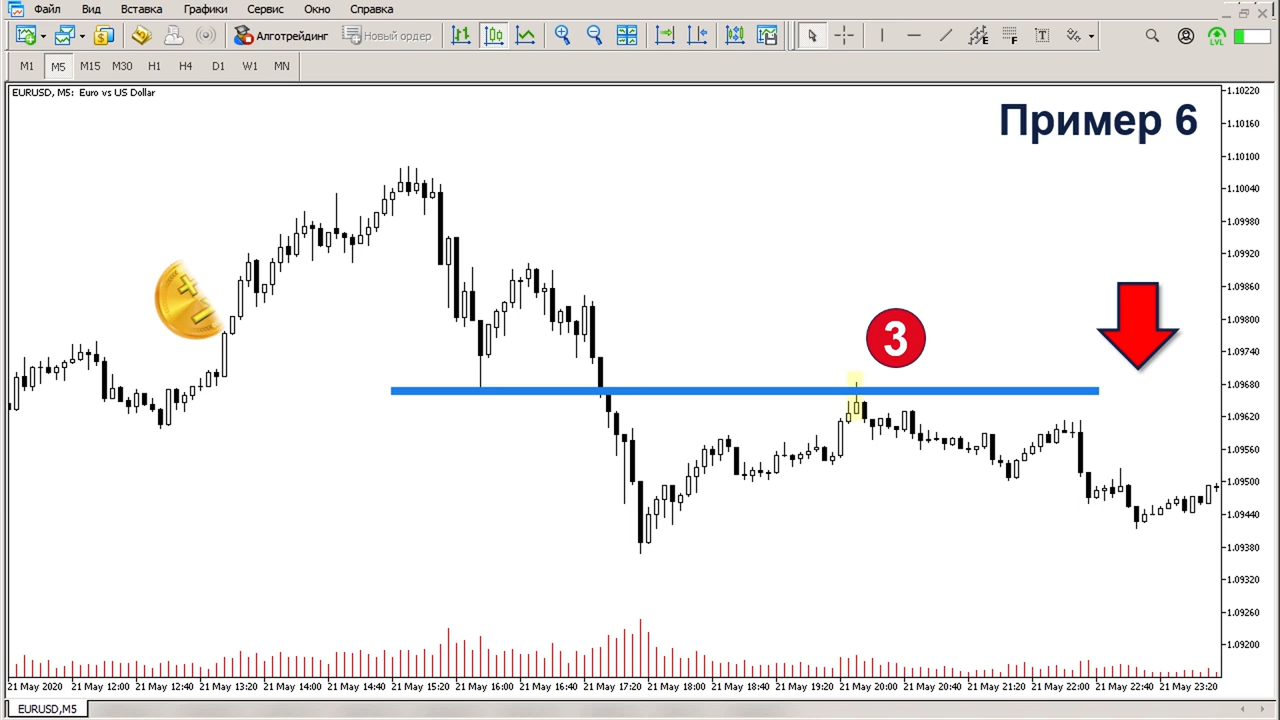 Файл Вид Вставка Графики Сервис Окно Справка
Алготрейдинг Новый ордер LVL
M1 M5 M15 M30 H1 H4 D1 W1 MN
EURUSD, M5: Euro vs US Dollar
Пример 6
3
1.10220
1.10160
1.10100
1.10040
1.09980
1.09920
1.09860
1.09800
1.09740
1.09680
1.09620
1.09560
1.09500
1.09440
1.09380
1.09320
1.09260
1.09200
21 May 2020 21 May 12:00 21 May 12:40 21 May 13:20 21 May 14:00 21 May 14:40 21 May 15:20 21 May 16:00 21 May 16:40 21 May 17:20 21 May 18:00 21 May 18:40 21 May 19:20 21 May 20:00 21 May 20:40 21 May 21:20 21 May 22:00 21 May 22:40 21 May 23:20
EURUSD,M5